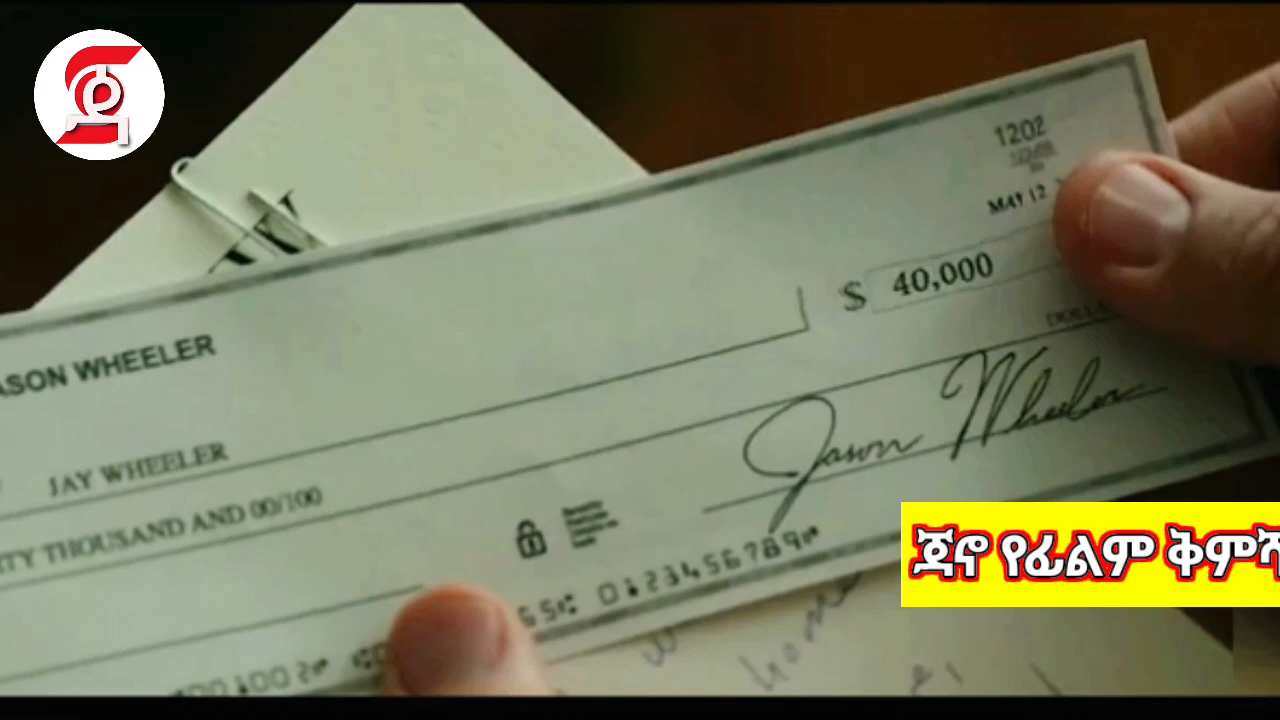 1202
MAY 12
$ 40,000
ASON WHEELER
JAY WHEELER
TY THOUSAND AND 00/100
Jason Wheeler
0123456789
ጃኖ የፊልም ቅምሻ
home